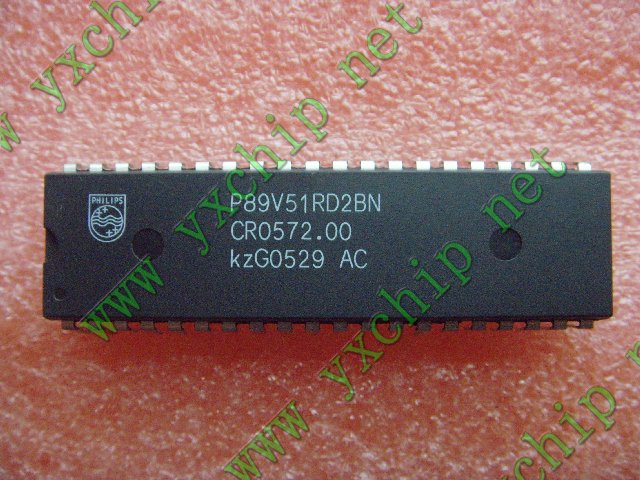 www yxchip net
PHILIPS
P89V51RD2BN
CR0572.00
kzG0529 AC
www yxchip net
www yxchip net